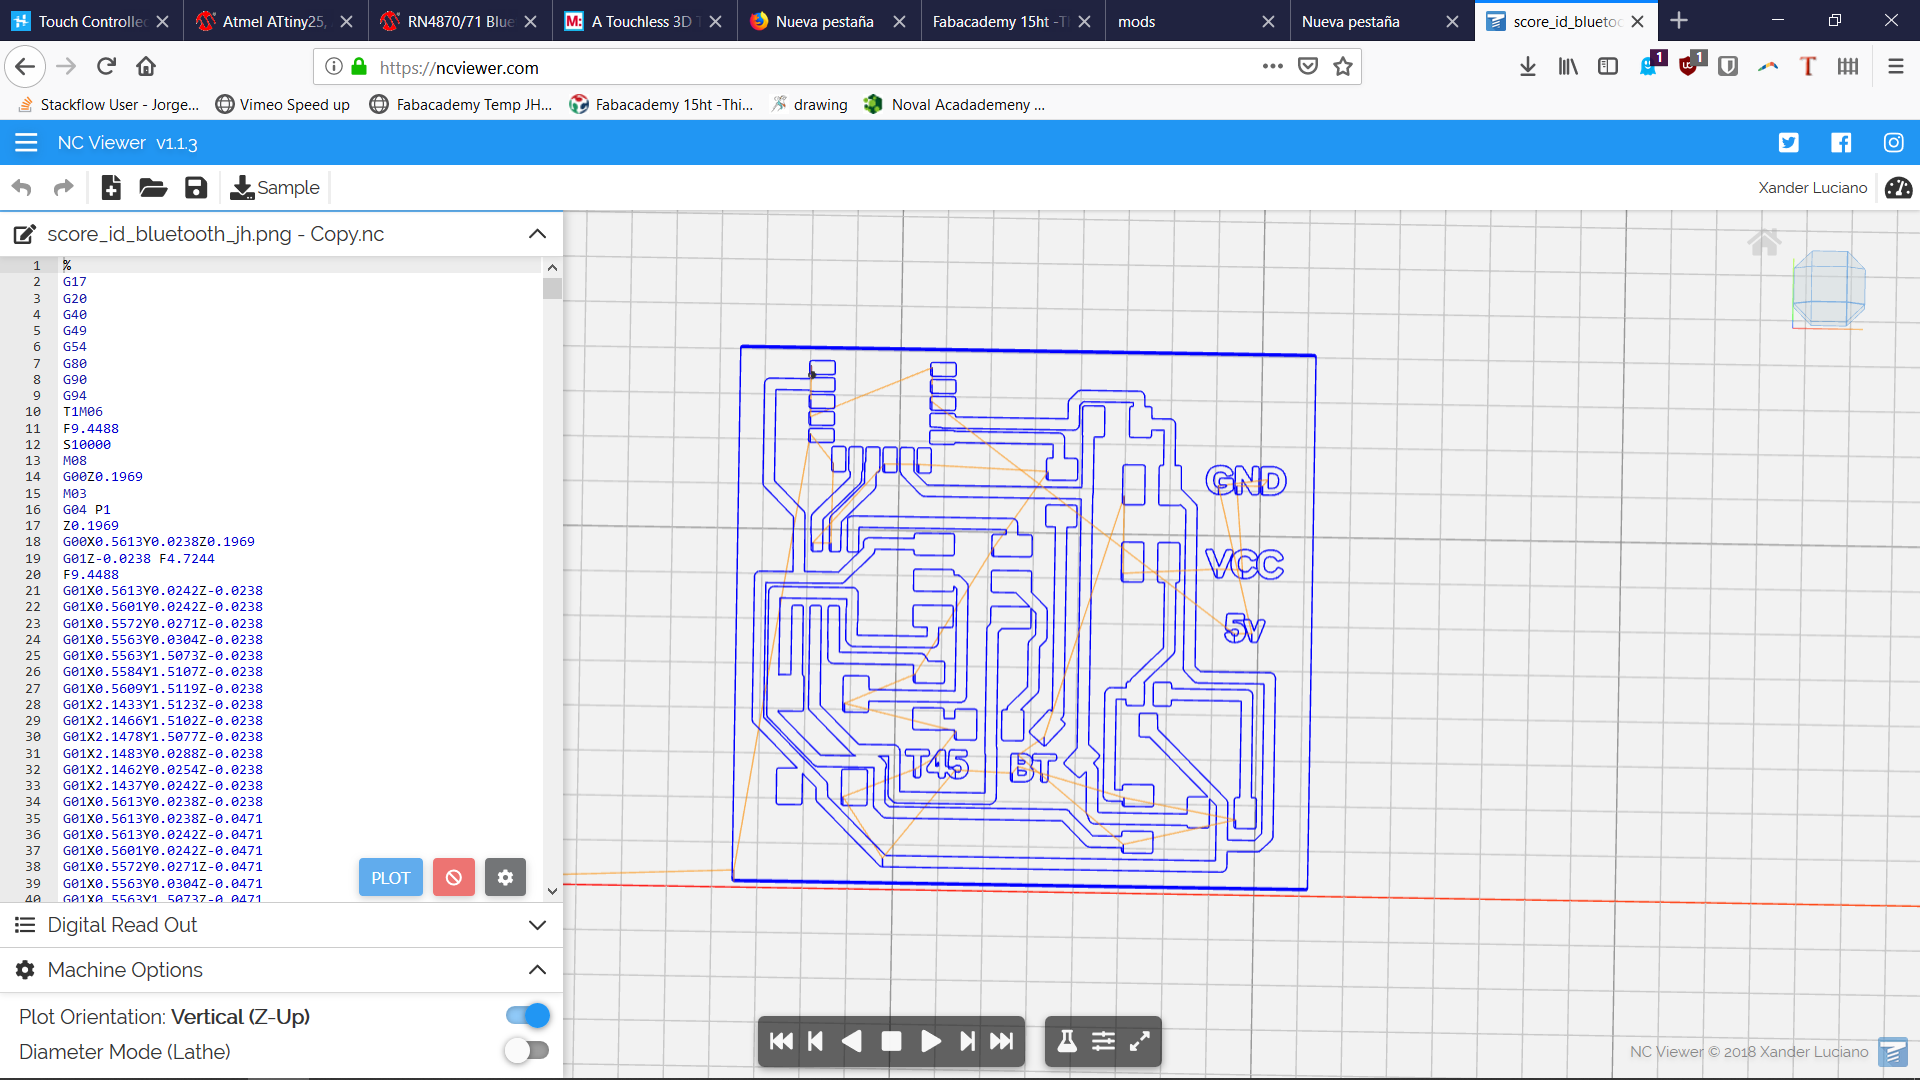 Touch Controlle
Atmel ATtiny25,
RN4870/71 Blue
A Touchless 3D T
Nueva pestaña
Fabacademy 15ht -Th
mods
Nueva pestaña
score_id_bluetoo
https://ncviewer.com
1
1
Stackflow User - Jorge...
Vimeo Speed up
Fabacademy Temp JH...
Fabacademy 15ht -Thi...
drawing
Noval Acadademeny ...
NC Viewer v1.1.3
Sample
Xander Luciano
score_id_bluetooth_jh.png - Copy.nc
1 %
2 G17
3 G20
4 G40
5 G49
6 G54
7 G80
8 G90
9 G94
10 T1M06
11 F9.4488
12 S10000
13 M08
14 G00Z0.1969
15 M03
16 G04 P1
17 Z0.1969
18 G00X0.5613Y0.0238Z0.1969
19 G01Z-0.0238 F4.7244
20 F9.4488
21 G01X0.5613Y0.0242Z-0.0238
22 G01X0.5601Y0.0242Z-0.0238
23 G01X0.5572Y0.0271Z-0.0238
24 G01X0.5563Y0.0304Z-0.0238
25 G01X0.5563Y1.5073Z-0.0238
26 G01X0.5584Y1.5107Z-0.0238
27 G01X0.5609Y1.5119Z-0.0238
28 G01X2.1433Y1.5123Z-0.0238
29 G01X2.1466Y1.5102Z-0.0238
30 G01X2.1478Y1.5077Z-0.0238
31 G01X2.1483Y0.0288Z-0.0238
32 G01X2.1462Y0.0254Z-0.0238
33 G01X2.1437Y0.0242Z-0.0238
34 G01X0.5613Y0.0238Z-0.0238
35 G01X0.5613Y0.0238Z-0.0471
36 G01X0.5613Y0.0242Z-0.0471
37 G01X0.5601Y0.0242Z-0.0471
38 G01X0.5572Y0.0271Z-0.0471
39 G01X0.5563Y0.0304Z-0.0471
40 G01X0.5563Y1.5073Z-0.0471
PLOT
Digital Read Out
Machine Options
Plot Orientation: Vertical (Z-Up)
Diameter Mode (Lathe)
GND
VCC
5V
T45
BT
NC Viewer © 2018 Xander Luciano